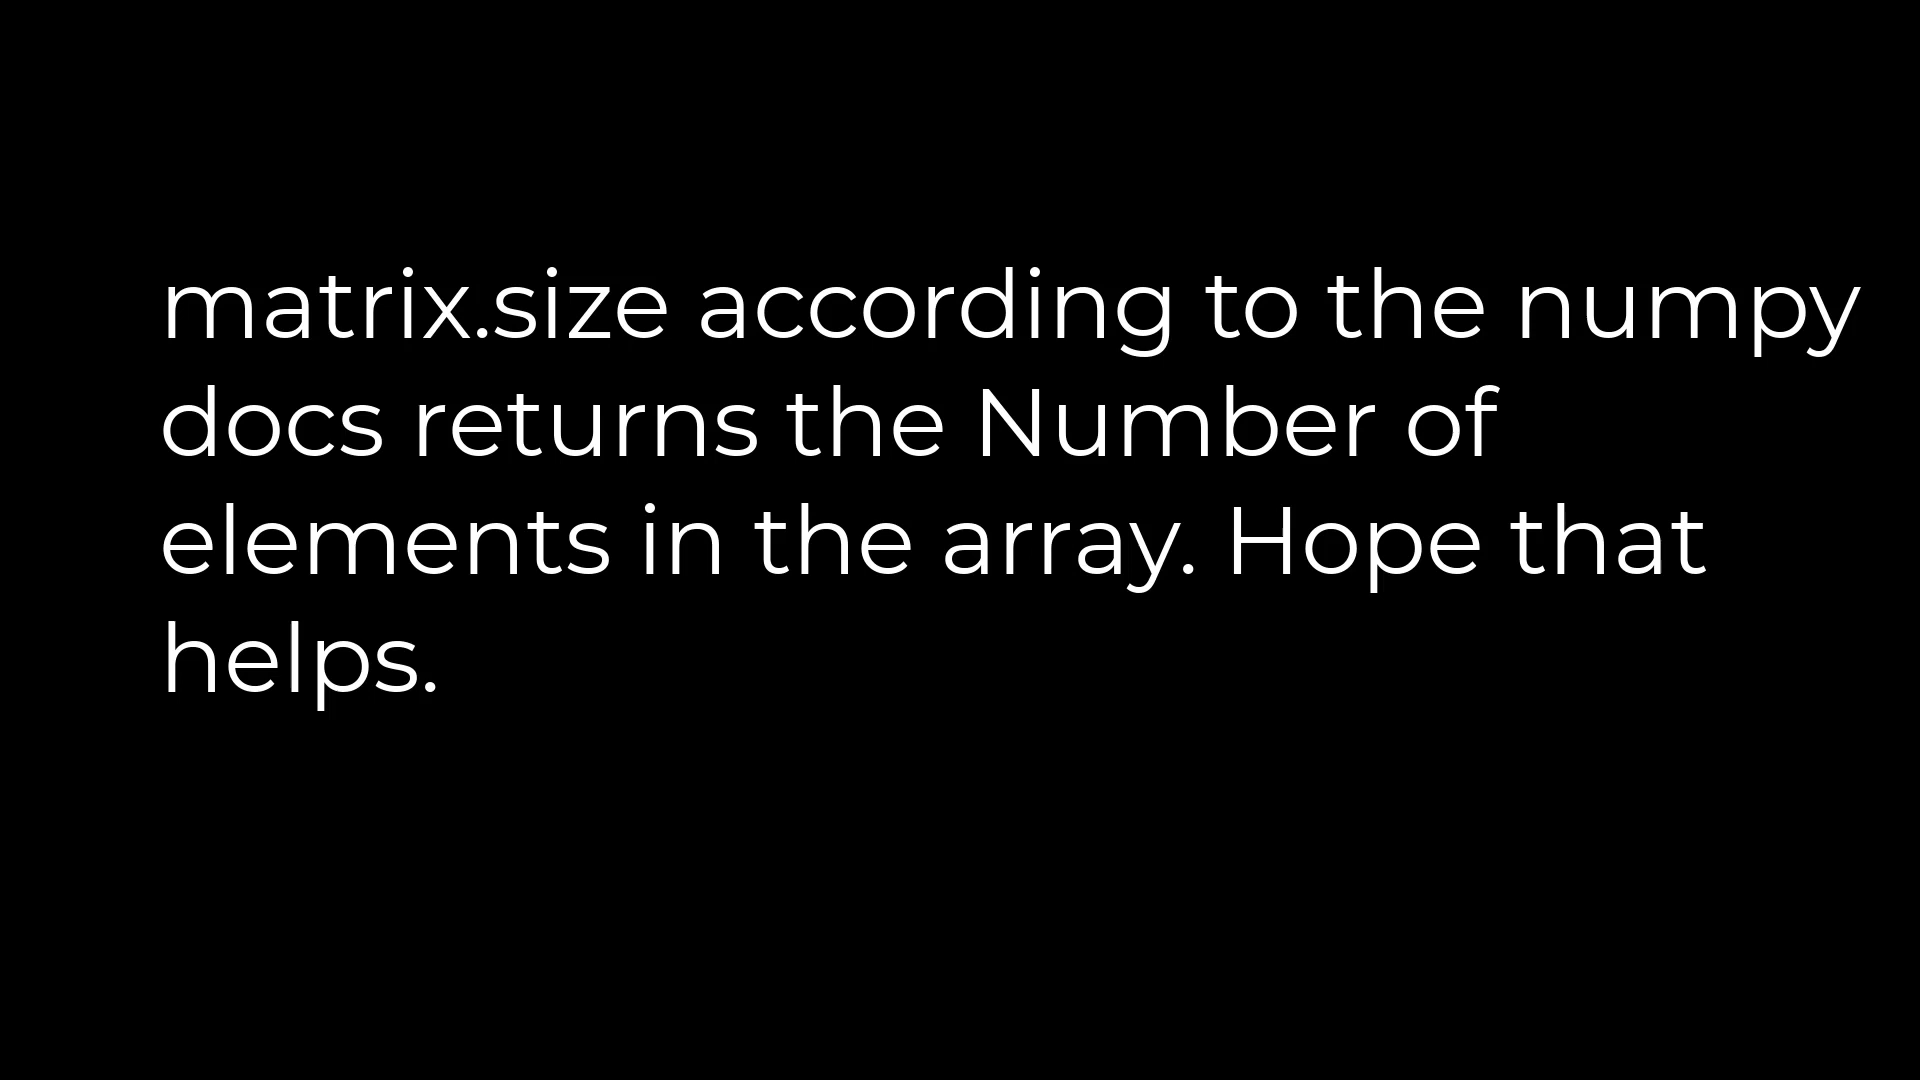 matrix.size according to the numpy
docs returns the Number of
elements in the array. Hope that
helps.